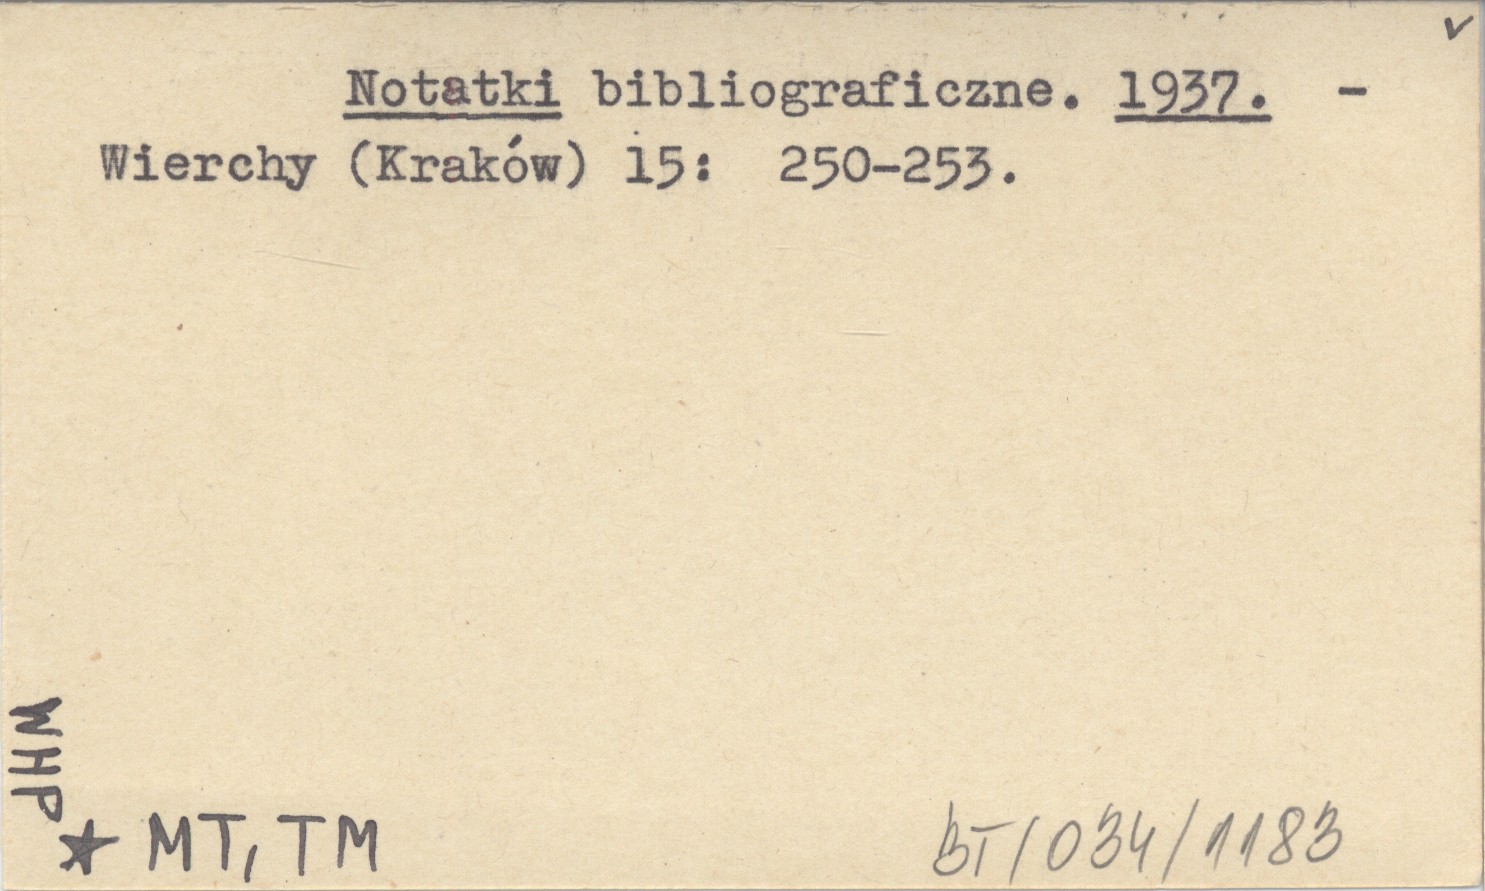 v
Notatki bibliograficzne. 1937. -
Wierchy (Kraków) 15: 250-253.
WHP
★ MT, TM
BT/034/1183